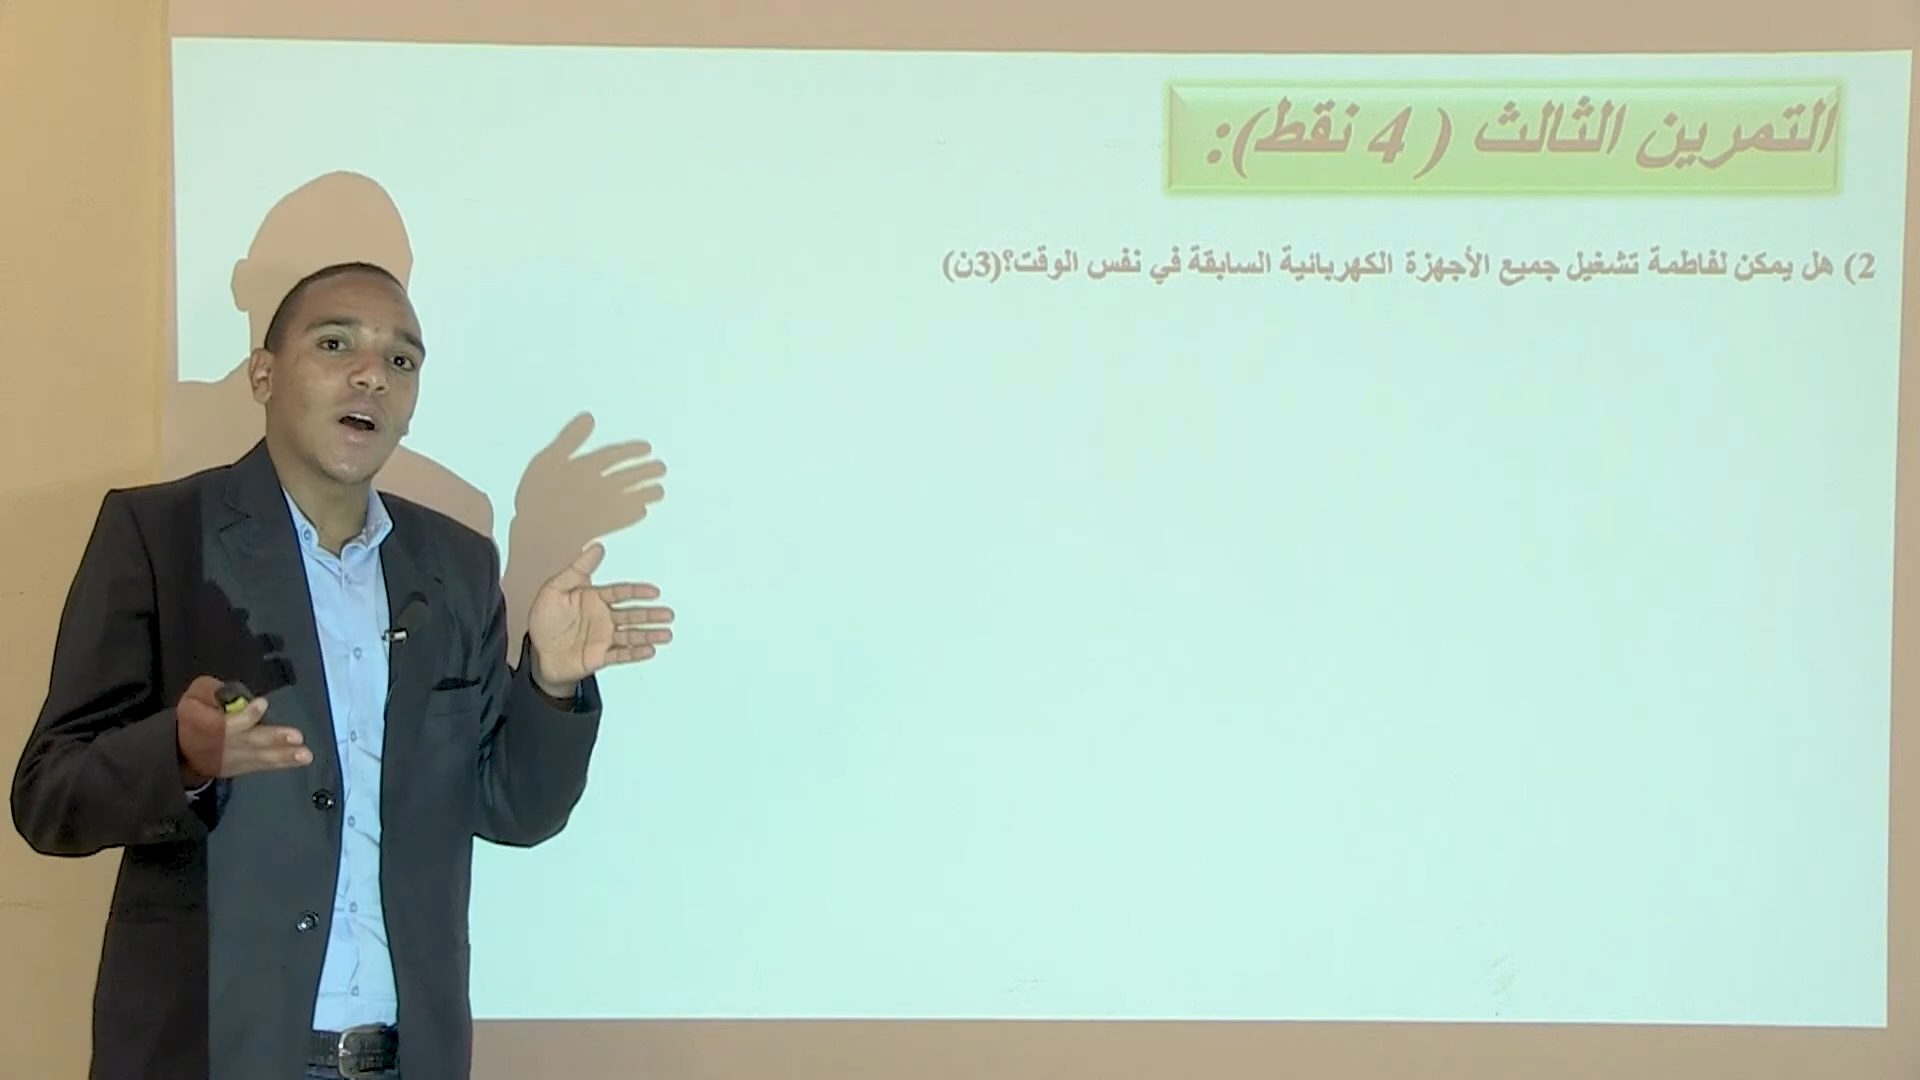 التمرين الثالث ( 4 نقط):
2) هل يمكن لفاطمة تشغيل جميع الأجهزة الكهربائية السابقة في نفس الوقت؟(3ن)